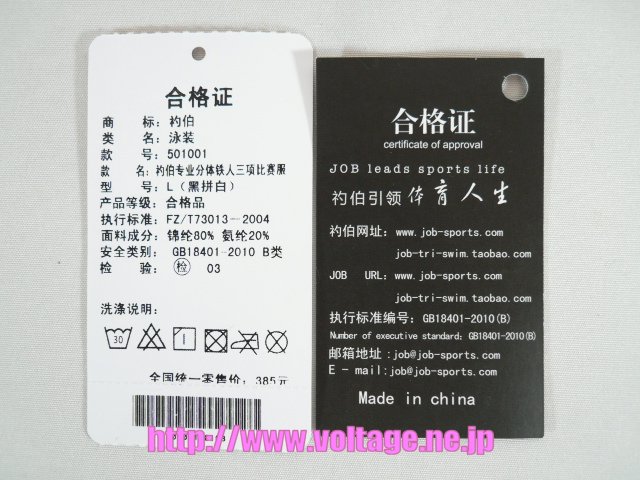 合格证
商 标：礿伯
类 名：泳装
款 号：501001
款 名：礿伯专业分体铁人三项比赛服
型 号：L（黑拼白）
产品等级：合格品
执行标准：FZ/T73013-2004
面料成分：锦纶80% 氨纶20%
安全类别：GB18401-2010 B类
检 验：检 03
洗涤说明：
30
全国统一零售价：385元
合格证
certificate of approval
JOB leads sports life
礿伯引领 体育人生
礿伯网址：www.job-sports.com
job-tri-swim.taobao.com
JOB URL：www.job-sports.com
job-tri-swim.taobao.com
执行标准编号：GB18401-2010(B)
Number of executive standard：GB18401-2010(B)
邮箱地址：job@job-sports.com
E - mail：job@job-sports.com
Made in china
http://www.voltage.ne.jp